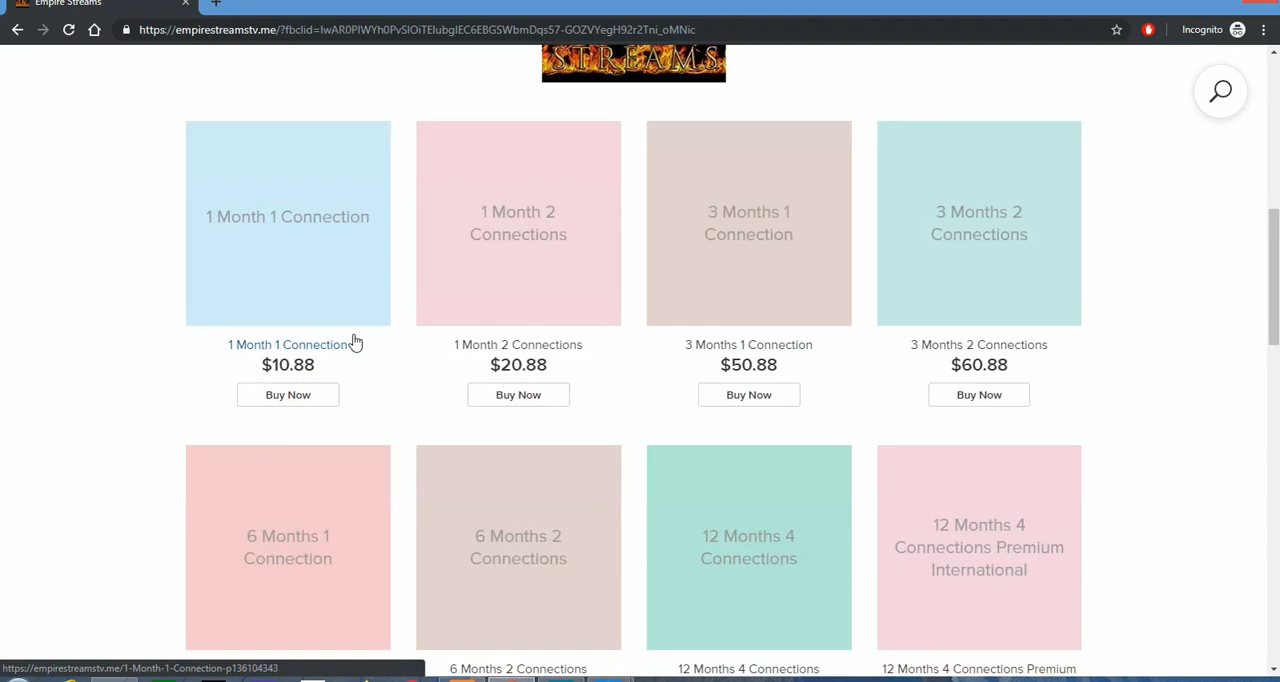 Empire Streams
https://empirestreamstv.me/?fbclid=IwAR0PIWYh0PvSIOiTElubgIEC6EBGSWbmDqs57-GOZVYegH92r2Tni_oMNic
Incognito
STREAMS
1 Month 1 Connection
1 Month 2
Connections
3 Months 1
Connection
3 Months 2
Connections
1 Month 1 Connection
1 Month 2 Connections
3 Months 1 Connection
3 Months 2 Connections
$10.88
$20.88
$50.88
$60.88
Buy Now
Buy Now
Buy Now
Buy Now
6 Months 1
Connection
6 Months 2
Connections
12 Months 4
Connections
12 Months 4
Connections Premium
International
https://empirestreamstv.me/1-Month-1-Connection-p136104343
6 Months 2 Connections
12 Months 4 Connections
12 Months 4 Connections Premium